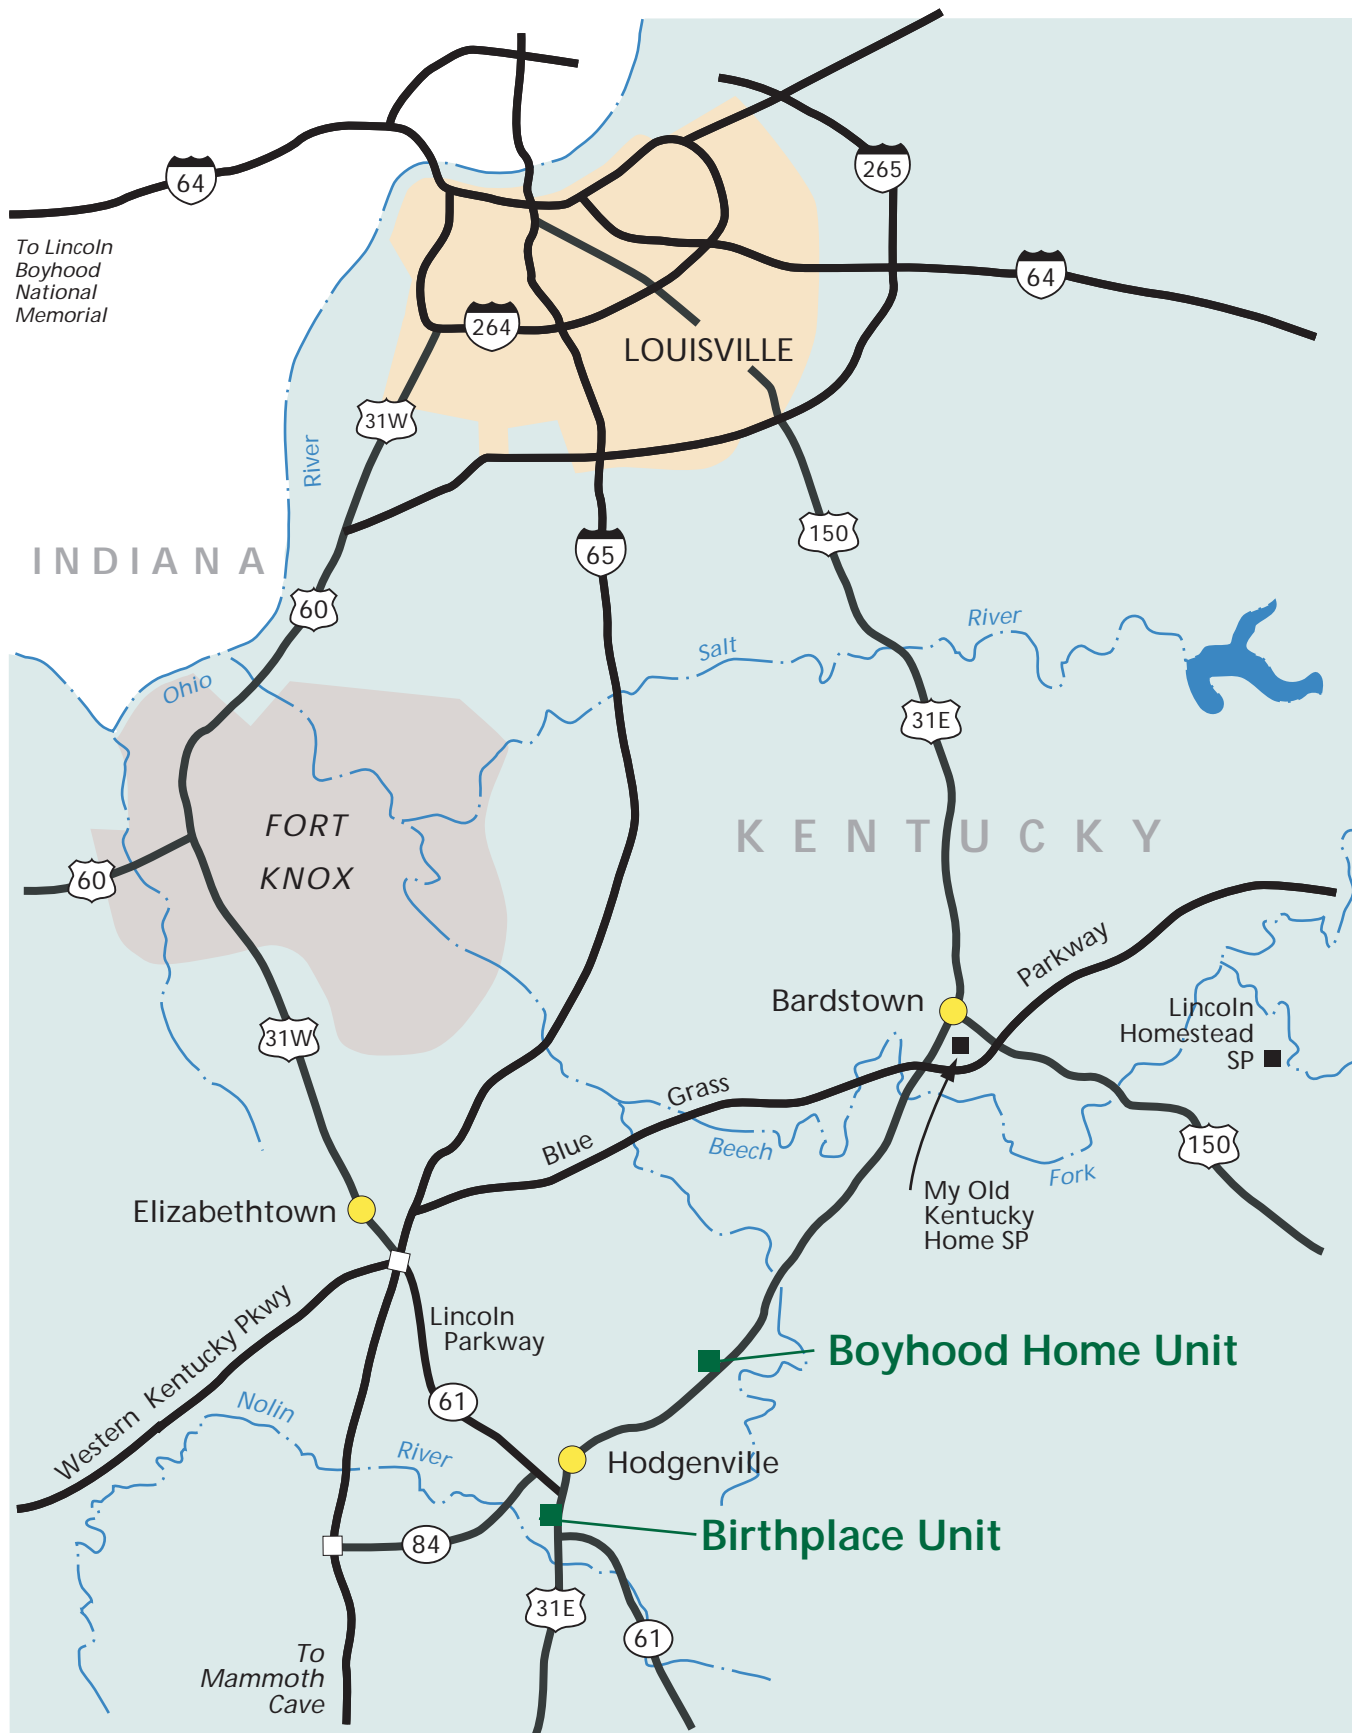 64
265
To Lincoln
Boyhood
National
Memorial
64
264
LOUISVILLE
31W
River
150
INDIANA
65
60
River
Salt
Ohio
31E
FORT
KNOX
KENTUCKY
60
Parkway
Bardstown
Lincoln
Homestead
SP
31W
Grass
Blue
Beech
150
Fork
My Old
Kentucky
Home SP
Elizabethtown
Western Kentucky Pkwy
Lincoln
Parkway
Boyhood Home Unit
61
Nolin
River
Hodgenville
Birthplace Unit
84
31E
61
To
Mammoth
Cave